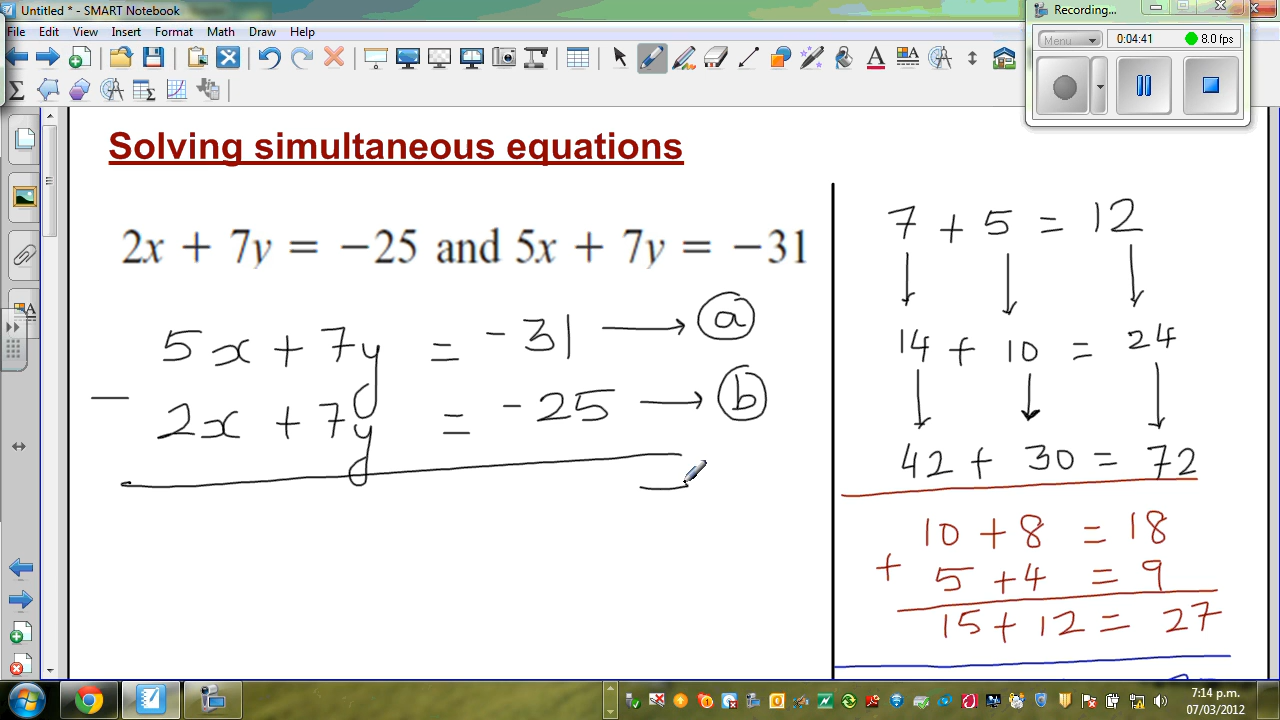 Untitled * - SMART Notebook
Recording...
File Edit View Insert Format Math Draw Help
Menu
0:04:41
8.0 fps
Solving simultaneous equations
2x + 7y = −25 and 5x + 7y = −31
5x + 7y = -31 → a
− 2x + 7y = -25 → b
7 + 5 = 12
14 + 10 = 24
42 + 30 = 72
10 + 8 = 18
+ 5 + 4 = 9
15 + 12 = 27
7:14 p.m.
07/03/2012